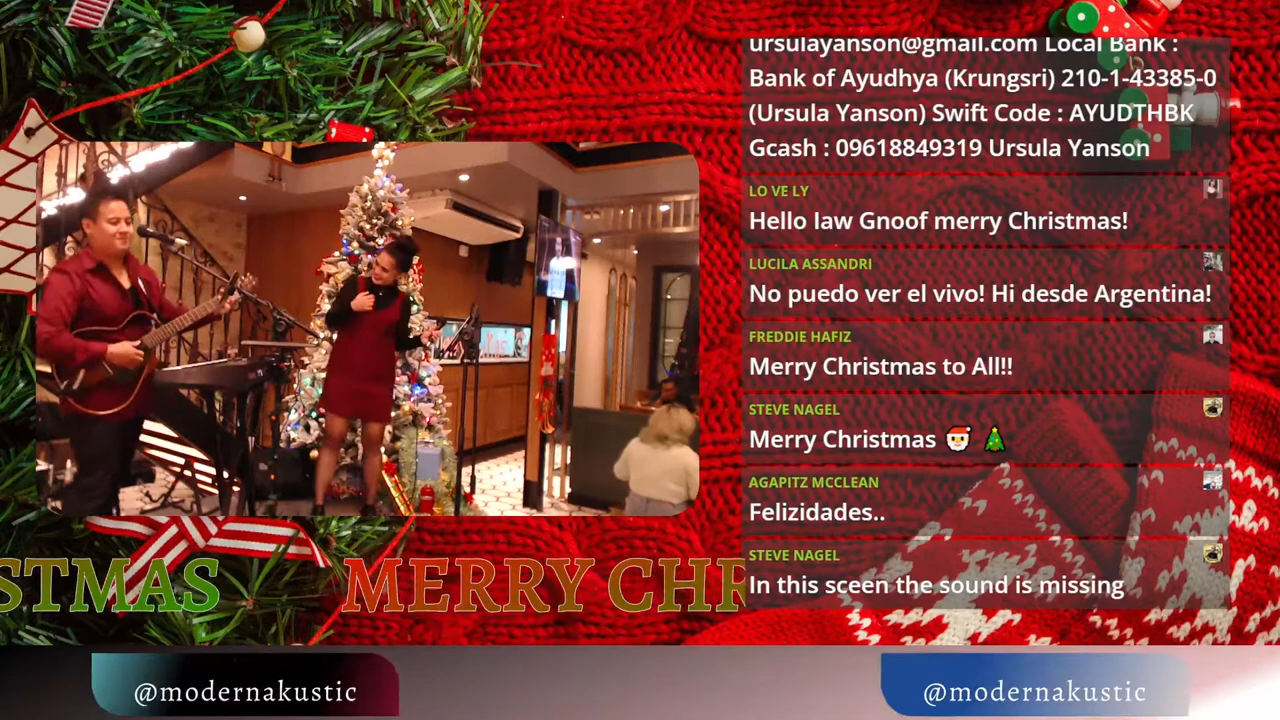 ursulayanson@gmail.com Local Bank :
Bank of Ayudhya (Krungsri) 210-1-43385-0
(Ursula Yanson) Swift Code : AYUDTHBK
Gcash : 09618849319 Ursula Yanson
LO VE LY
Hello Iaw Gnoof merry Christmas!
LUCILA ASSANDRI
No puedo ver el vivo! Hi desde Argentina!
FREDDIE HAFIZ
Merry Christmas to All!!
STEVE NAGEL
Merry Christmas 🎅 🎄
AGAPITZ MCCLEAN
Felizidades..
STEVE NAGEL
In this sceen the sound is missing
STMAS MERRY CHR
@modernakustic
@modernakustic